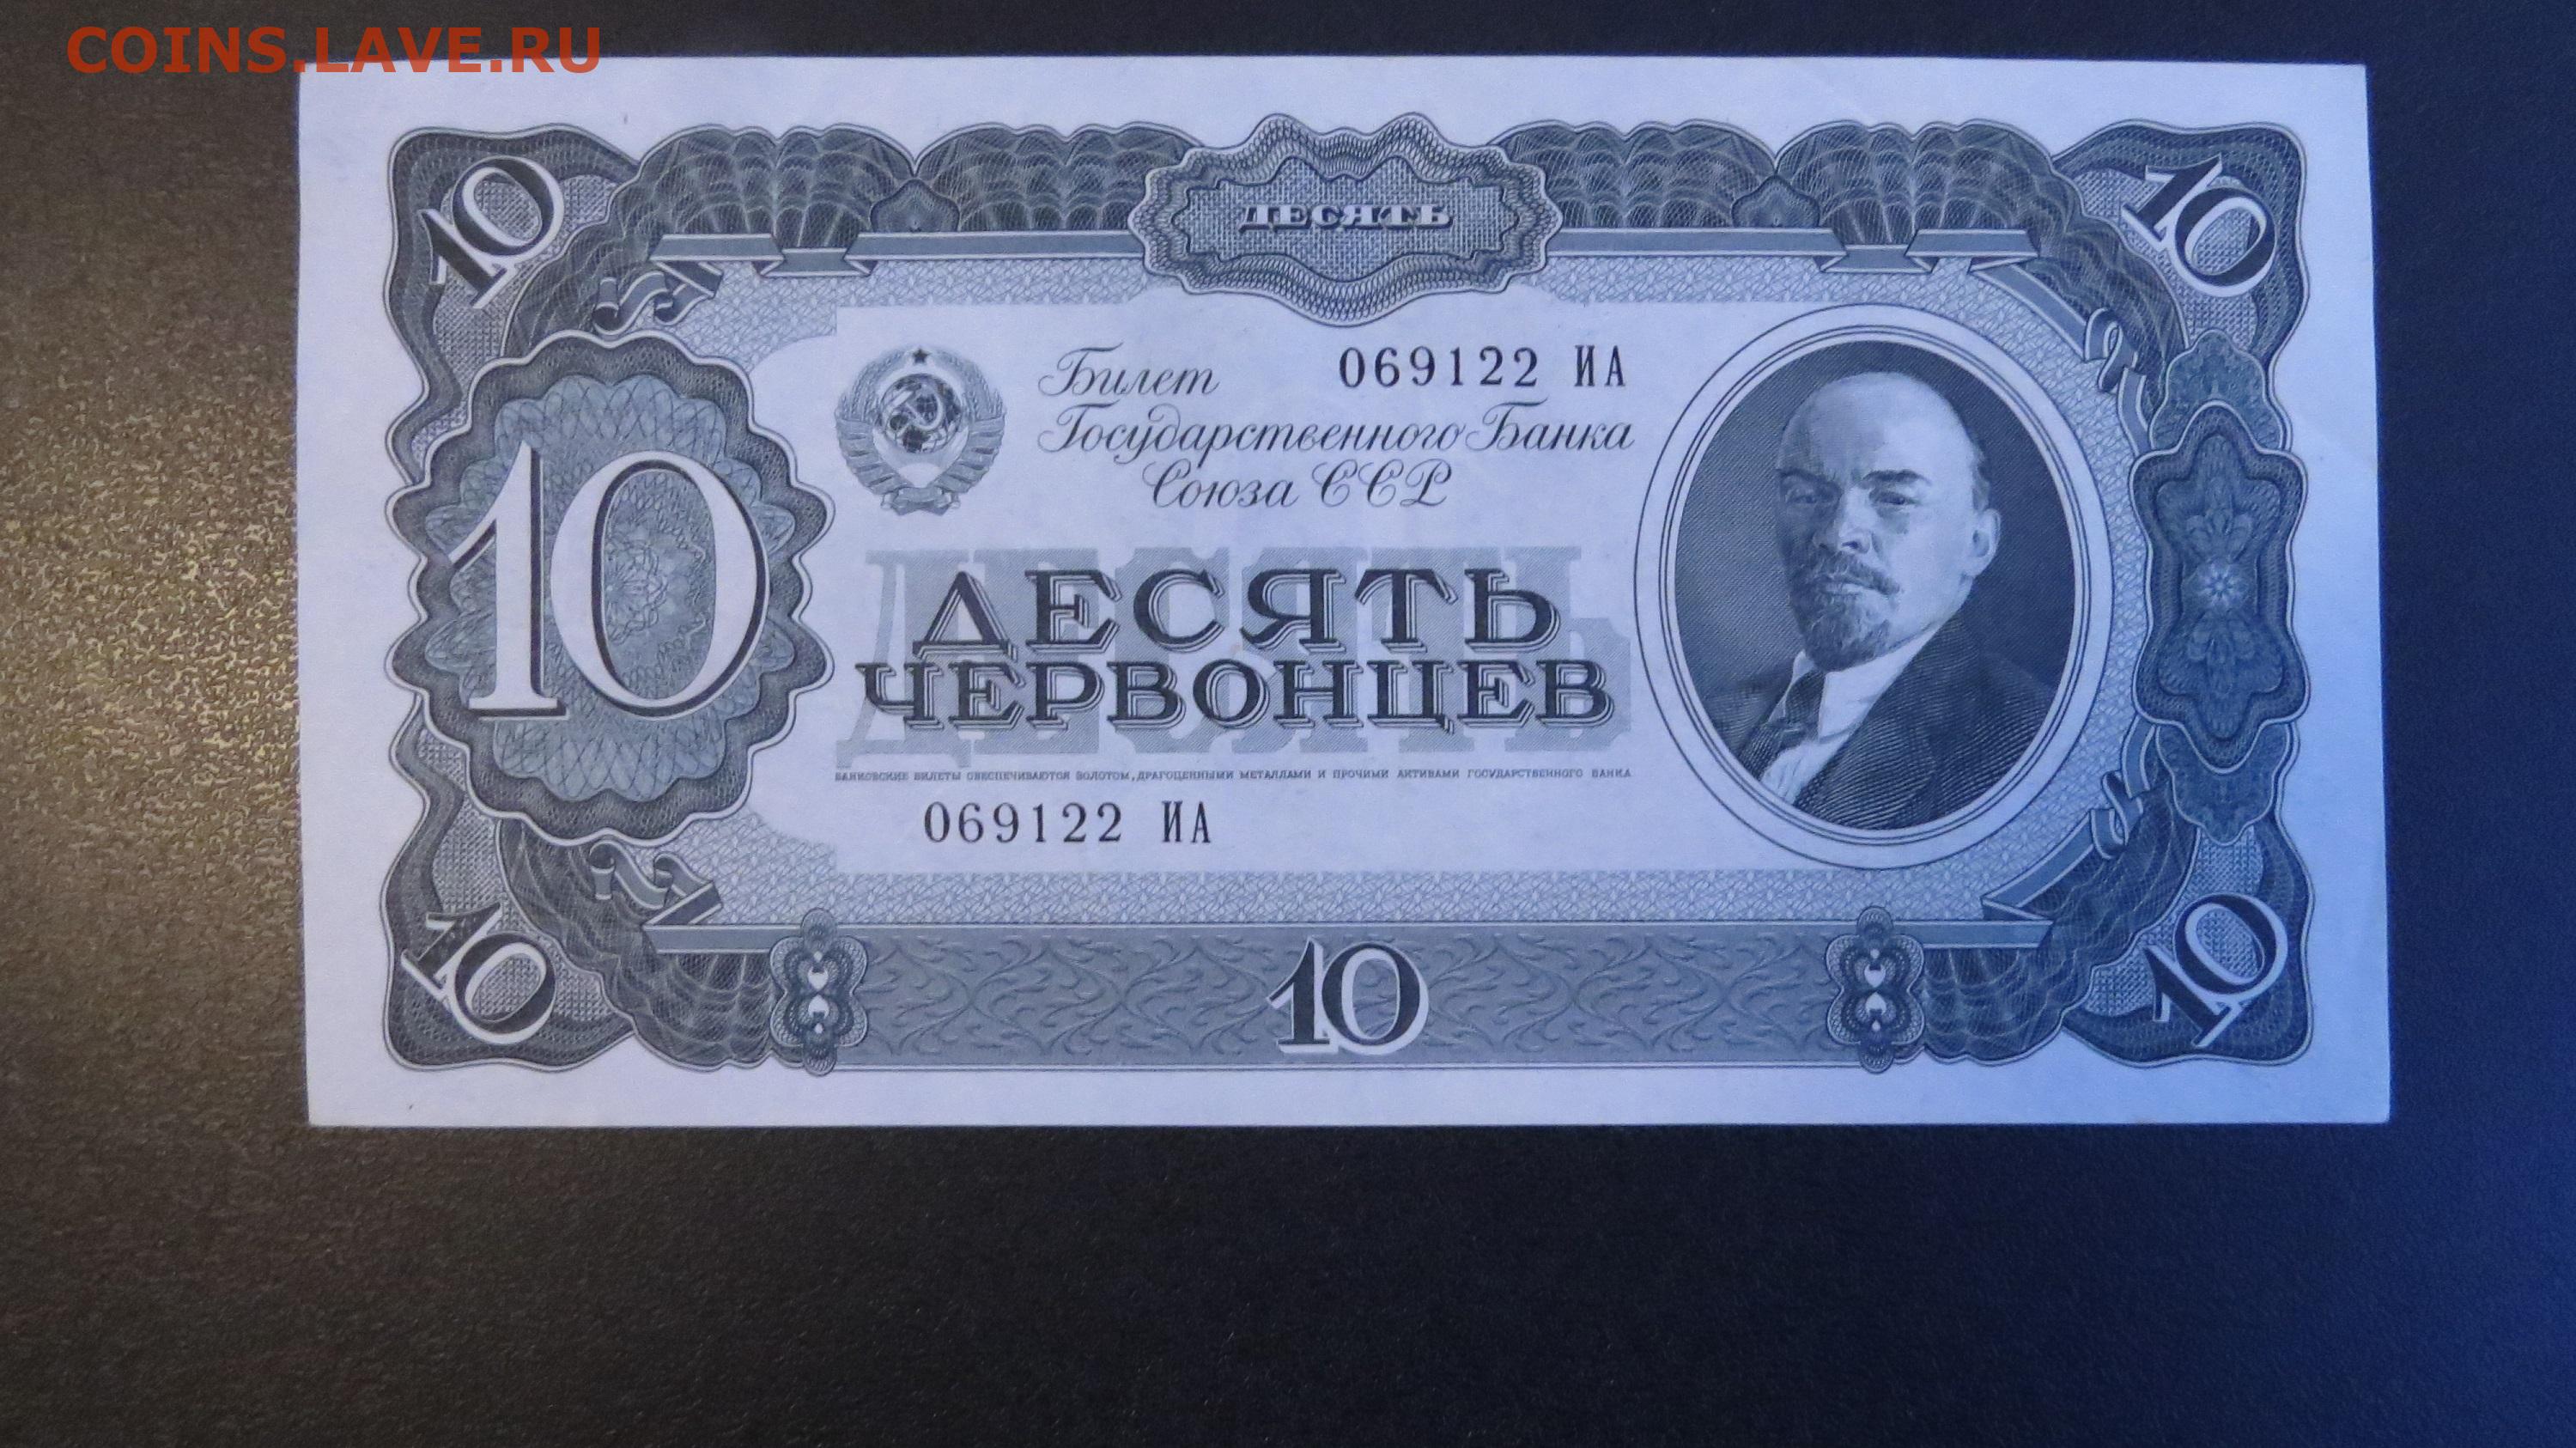 COINS.LAVE.RU
10
ДЕСЯТЬ
10
Билет 069122 ИА
Государственного Банка
Союза ССР
10
ДЕСЯТЬ
ДЕСЯТЬ
ЧЕРВОНЦЕВ
БАНКОВСКИЕ БИЛЕТЫ ОБЕСПЕЧИВАЮТСЯ ЗОЛОТОМ, ДРАГОЦЕННЫМИ МЕТАЛЛАМИ И ПРОЧИМИ АКТИВАМИ ГОСУДАРСТВЕННОГО БАНКА
069122 ИА
10
10
10